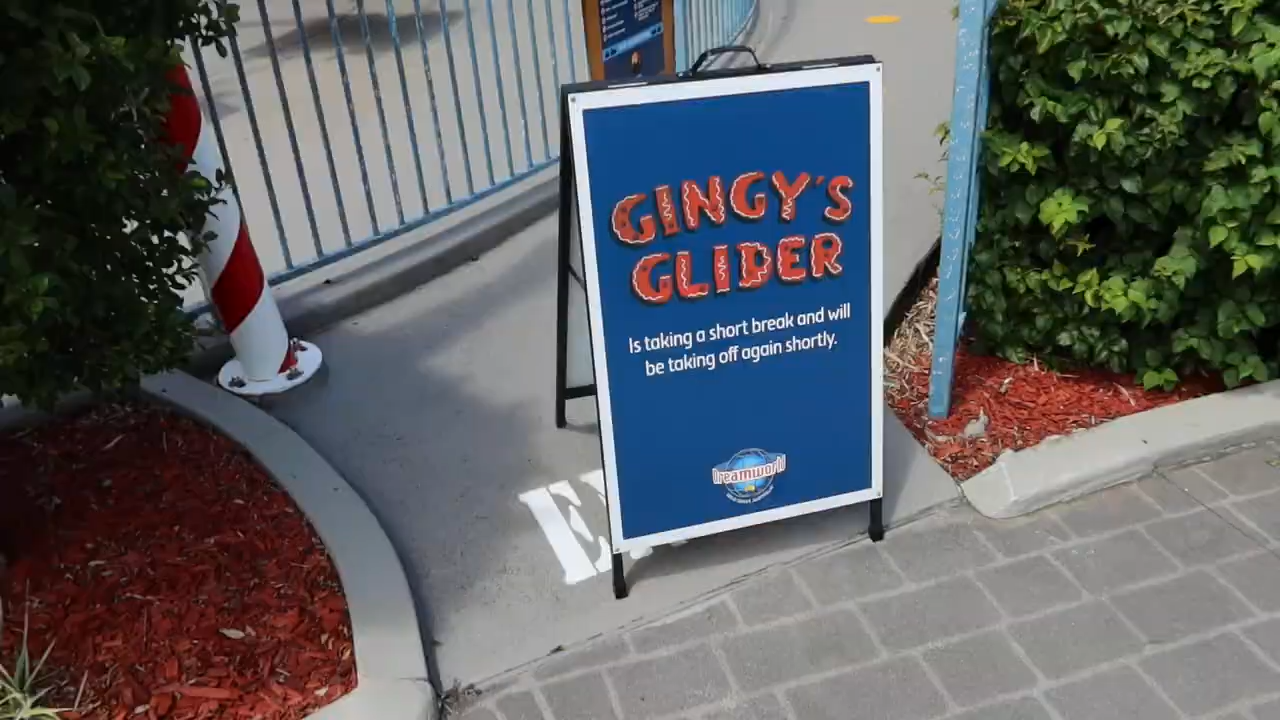 GINGY'S
GLIDER
Is taking a short break and will
be taking off again shortly.
Dreamworld